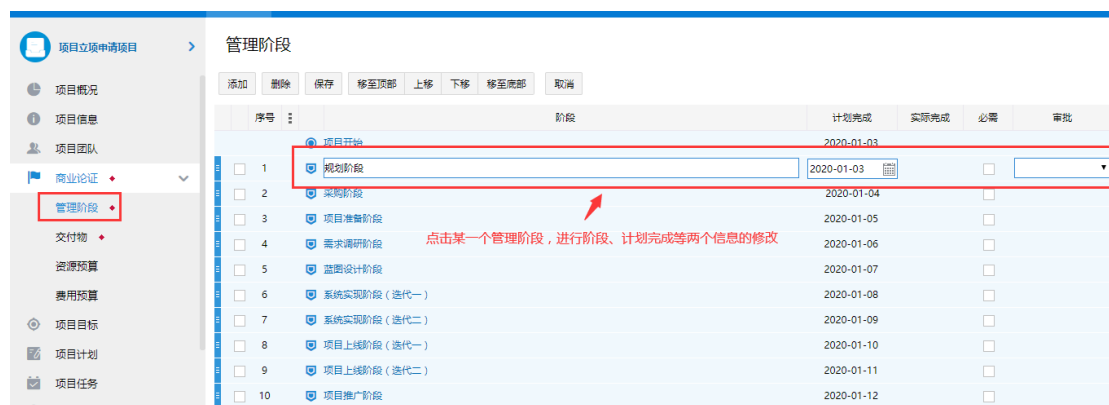 项目立项申请项目
管理阶段
添加 删除 保存 移至顶部 上移 下移 移至底部 取消
项目概况
项目信息
项目团队
商业论证
管理阶段
交付物
资源预算
费用预算
项目目标
项目计划
项目任务
序号 阶段 计划完成 实际完成 必需 审批
项目开始 2020-01-03
1 规划阶段 2020-01-03
2 采购阶段 2020-01-04
3 项目准备阶段 2020-01-05
点击某一个管理阶段，进行阶段、计划完成等两个信息的修改
4 需求调研阶段 2020-01-06
5 蓝图设计阶段 2020-01-07
6 系统实现阶段（迭代一） 2020-01-08
7 系统实现阶段（迭代二） 2020-01-09
8 项目上线阶段（迭代一） 2020-01-10
9 项目上线阶段（迭代二） 2020-01-11
10 项目推广阶段 2020-01-12